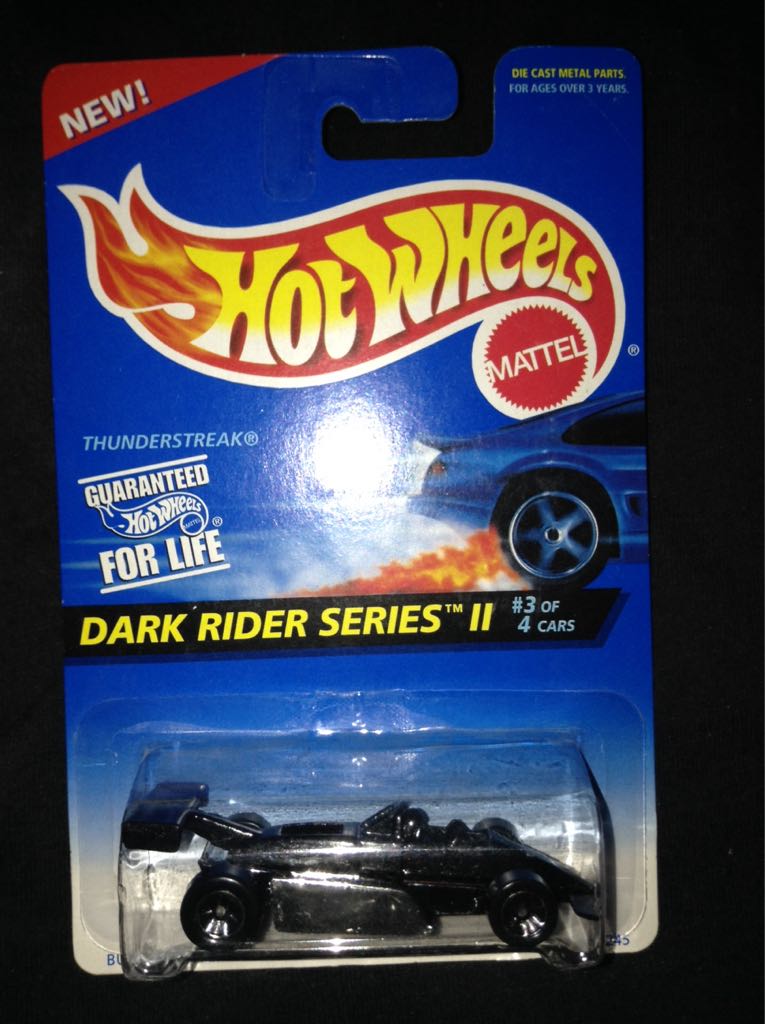 NEW!
DIE CAST METAL PARTS.
FOR AGES OVER 3 YEARS.
HOT WHEELS
MATTEL
®
THUNDERSTREAK®
GUARANTEED
HOT WHEELS
MATTEL ®
FOR LIFE
DARK RIDER SERIES™ II
#3 OF
4 CARS